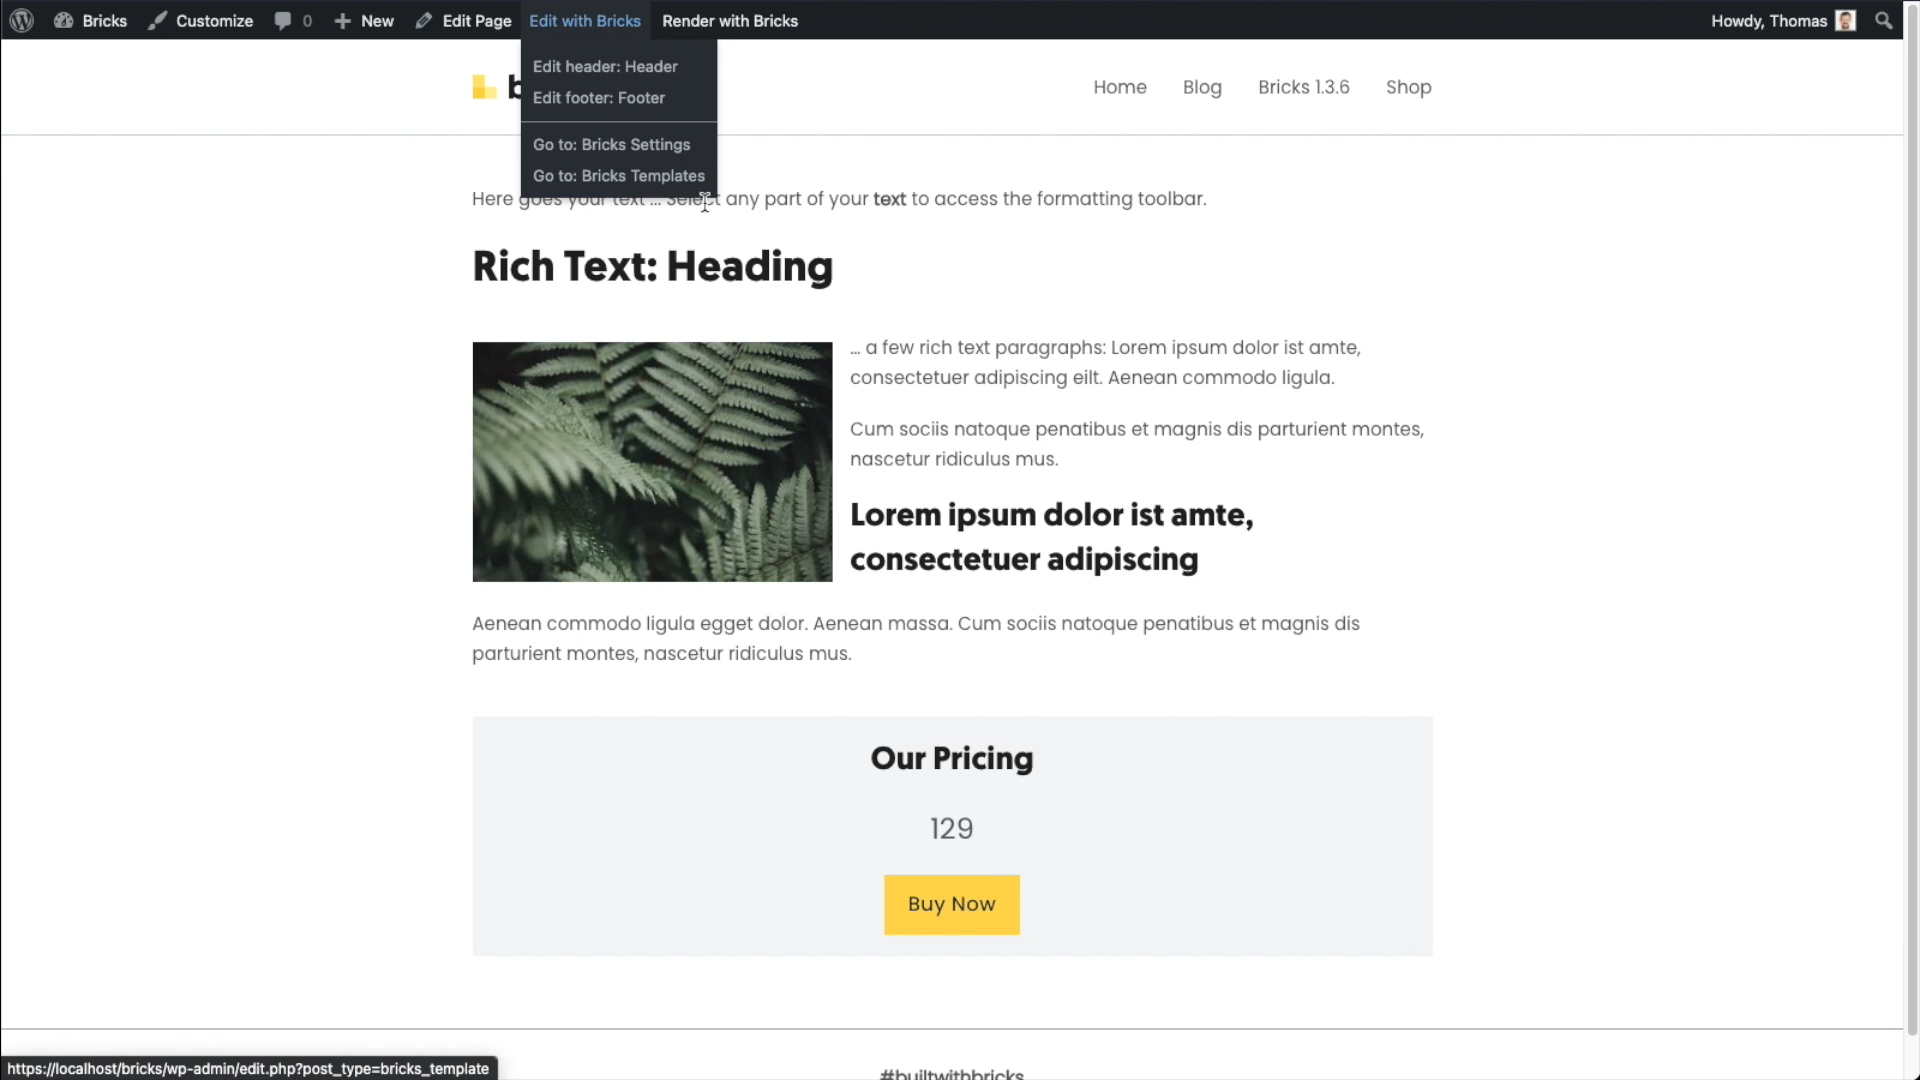 Bricks Customize 0 New Edit Page Edit with Bricks Render with Bricks Howdy, Thomas
Edit header: Header
Edit footer: Footer
Go to: Bricks Settings
Go to: Bricks Templates
b
Home Blog Bricks 1.3.6 Shop
Here goes your text ... Select any part of your text to access the formatting toolbar.
Rich Text: Heading
... a few rich text paragraphs: Lorem ipsum dolor ist amte,
consectetuer adipiscing eilt. Aenean commodo ligula.
Cum sociis natoque penatibus et magnis dis parturient montes,
nascetur ridiculus mus.
Lorem ipsum dolor ist amte,
consectetuer adipiscing
Aenean commodo ligula egget dolor. Aenean massa. Cum sociis natoque penatibus et magnis dis
parturient montes, nascetur ridiculus mus.
Our Pricing
129
Buy Now
#builtwithbricks
https://localhost/bricks/wp-admin/edit.php?post_type=bricks_template